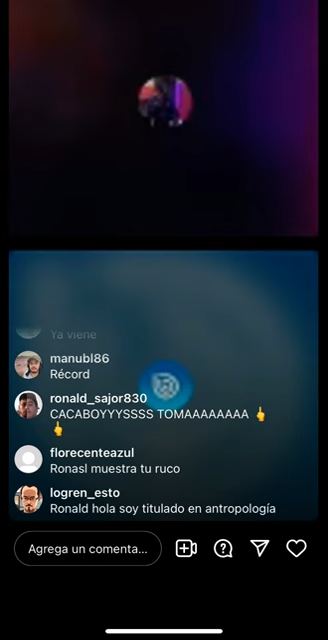 Ya viene
manubl86
Récord
ronald_sajor830
CACABOYYYSSSS TOMAAAAAAAA 👆
👆
florecenteazul
Ronasl muestra tu ruco
logren_esto
Ronald hola soy titulado en antropología
Agrega un comenta...